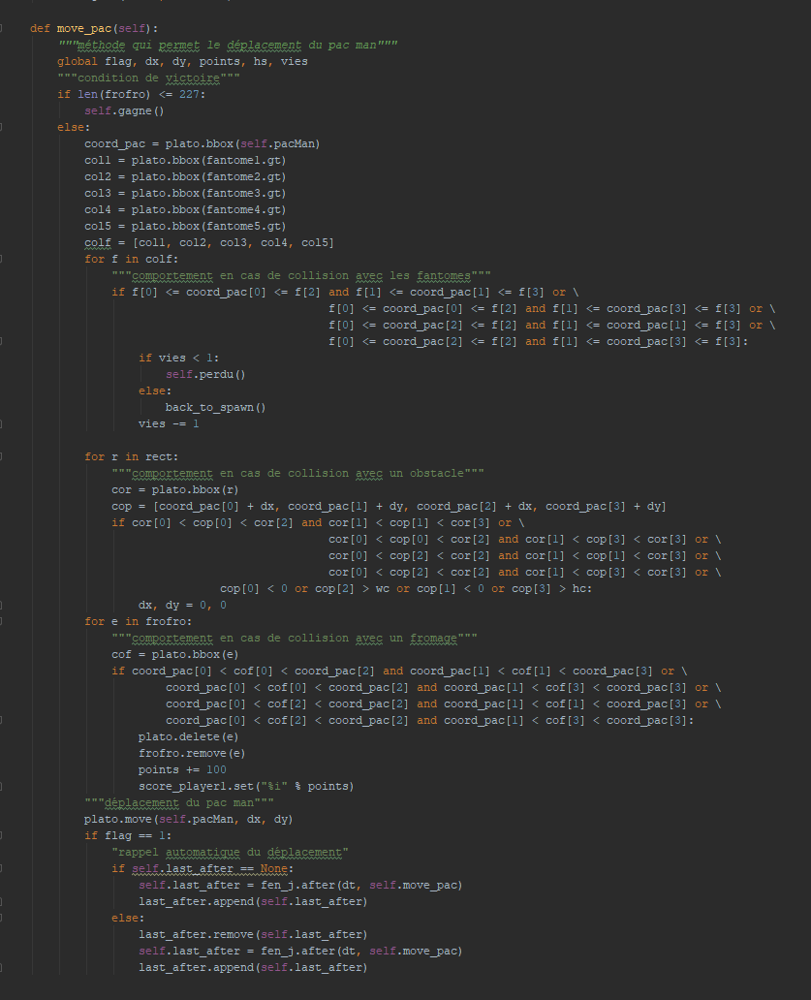 def move_pac(self):
"""méthode qui permet le déplacement du pac man"""
global flag, dx, dy, points, hs, vies
"""condition de victoire"""
if len(frofro) <= 227:
self.gagne()
else:
coord_pac = plato.bbox(self.pacMan)
col1 = plato.bbox(fantome1.gt)
col2 = plato.bbox(fantome2.gt)
col3 = plato.bbox(fantome3.gt)
col4 = plato.bbox(fantome4.gt)
col5 = plato.bbox(fantome5.gt)
colf = [col1, col2, col3, col4, col5]
for f in colf:
"""comportement en cas de collision avec les fantomes"""
if f[0] <= coord_pac[0] <= f[2] and f[1] <= coord_pac[1] <= f[3] or \
f[0] <= coord_pac[0] <= f[2] and f[1] <= coord_pac[3] <= f[3] or \
f[0] <= coord_pac[2] <= f[2] and f[1] <= coord_pac[1] <= f[3] or \
f[0] <= coord_pac[2] <= f[2] and f[1] <= coord_pac[3] <= f[3]:
if vies < 1:
self.perdu()
else:
back_to_spawn()
vies -= 1
for r in rect:
"""comportement en cas de collision avec un obstacle"""
cor = plato.bbox(r)
cop = [coord_pac[0] + dx, coord_pac[1] + dy, coord_pac[2] + dx, coord_pac[3] + dy]
if cor[0] < cop[0] < cor[2] and cor[1] < cop[1] < cor[3] or \
cor[0] < cop[0] < cor[2] and cor[1] < cop[3] < cor[3] or \
cor[0] < cop[2] < cor[2] and cor[1] < cop[1] < cor[3] or \
cor[0] < cop[2] < cor[2] and cor[1] < cop[3] < cor[3] or \
cop[0] < 0 or cop[2] > wc or cop[1] < 0 or cop[3] > hc:
dx, dy = 0, 0
for e in frofro:
"""comportement en cas de collision avec un fromage"""
cof = plato.bbox(e)
if coord_pac[0] < cof[0] < coord_pac[2] and coord_pac[1] < cof[1] < coord_pac[3] or \
coord_pac[0] < cof[0] < coord_pac[2] and coord_pac[1] < cof[3] < coord_pac[3] or \
coord_pac[0] < cof[2] < coord_pac[2] and coord_pac[1] < cof[1] < coord_pac[3] or \
coord_pac[0] < cof[2] < coord_pac[2] and coord_pac[1] < cof[3] < coord_pac[3]:
plato.delete(e)
frofro.remove(e)
points += 100
score_player1.set("%i" % points)
"""déplacement du pac man"""
plato.move(self.pacMan, dx, dy)
if flag == 1:
"rappel automatique du déplacement"
if self.last_after == None:
self.last_after = fen_j.after(dt, self.move_pac)
last_after.append(self.last_after)
else:
last_after.remove(self.last_after)
self.last_after = fen_j.after(dt, self.move_pac)
last_after.append(self.last_after)